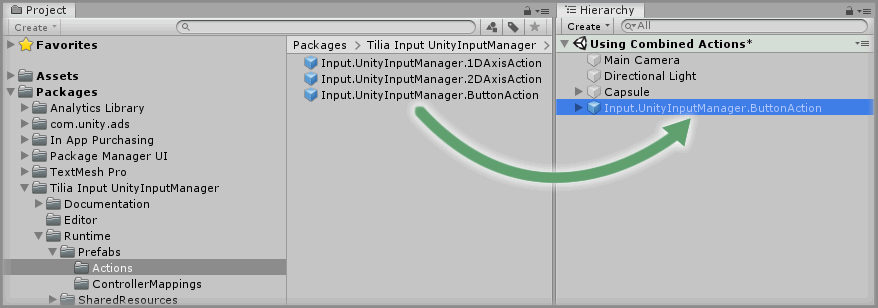 Project
Create
Favorites
Assets
Packages
Analytics Library
com.unity.ads
In App Purchasing
Package Manager UI
TextMesh Pro
Tilia Input UnityInputManager
Documentation
Editor
Runtime
Prefabs
Actions
ControllerMappings
SharedResources
Packages > Tilia Input UnityInputManager >
Input.UnityInputManager.1DAxisAction
Input.UnityInputManager.2DAxisAction
Input.UnityInputManager.ButtonAction
Hierarchy
Create
All
Using Combined Actions*
Main Camera
Directional Light
Capsule
Input.UnityInputManager.ButtonAction